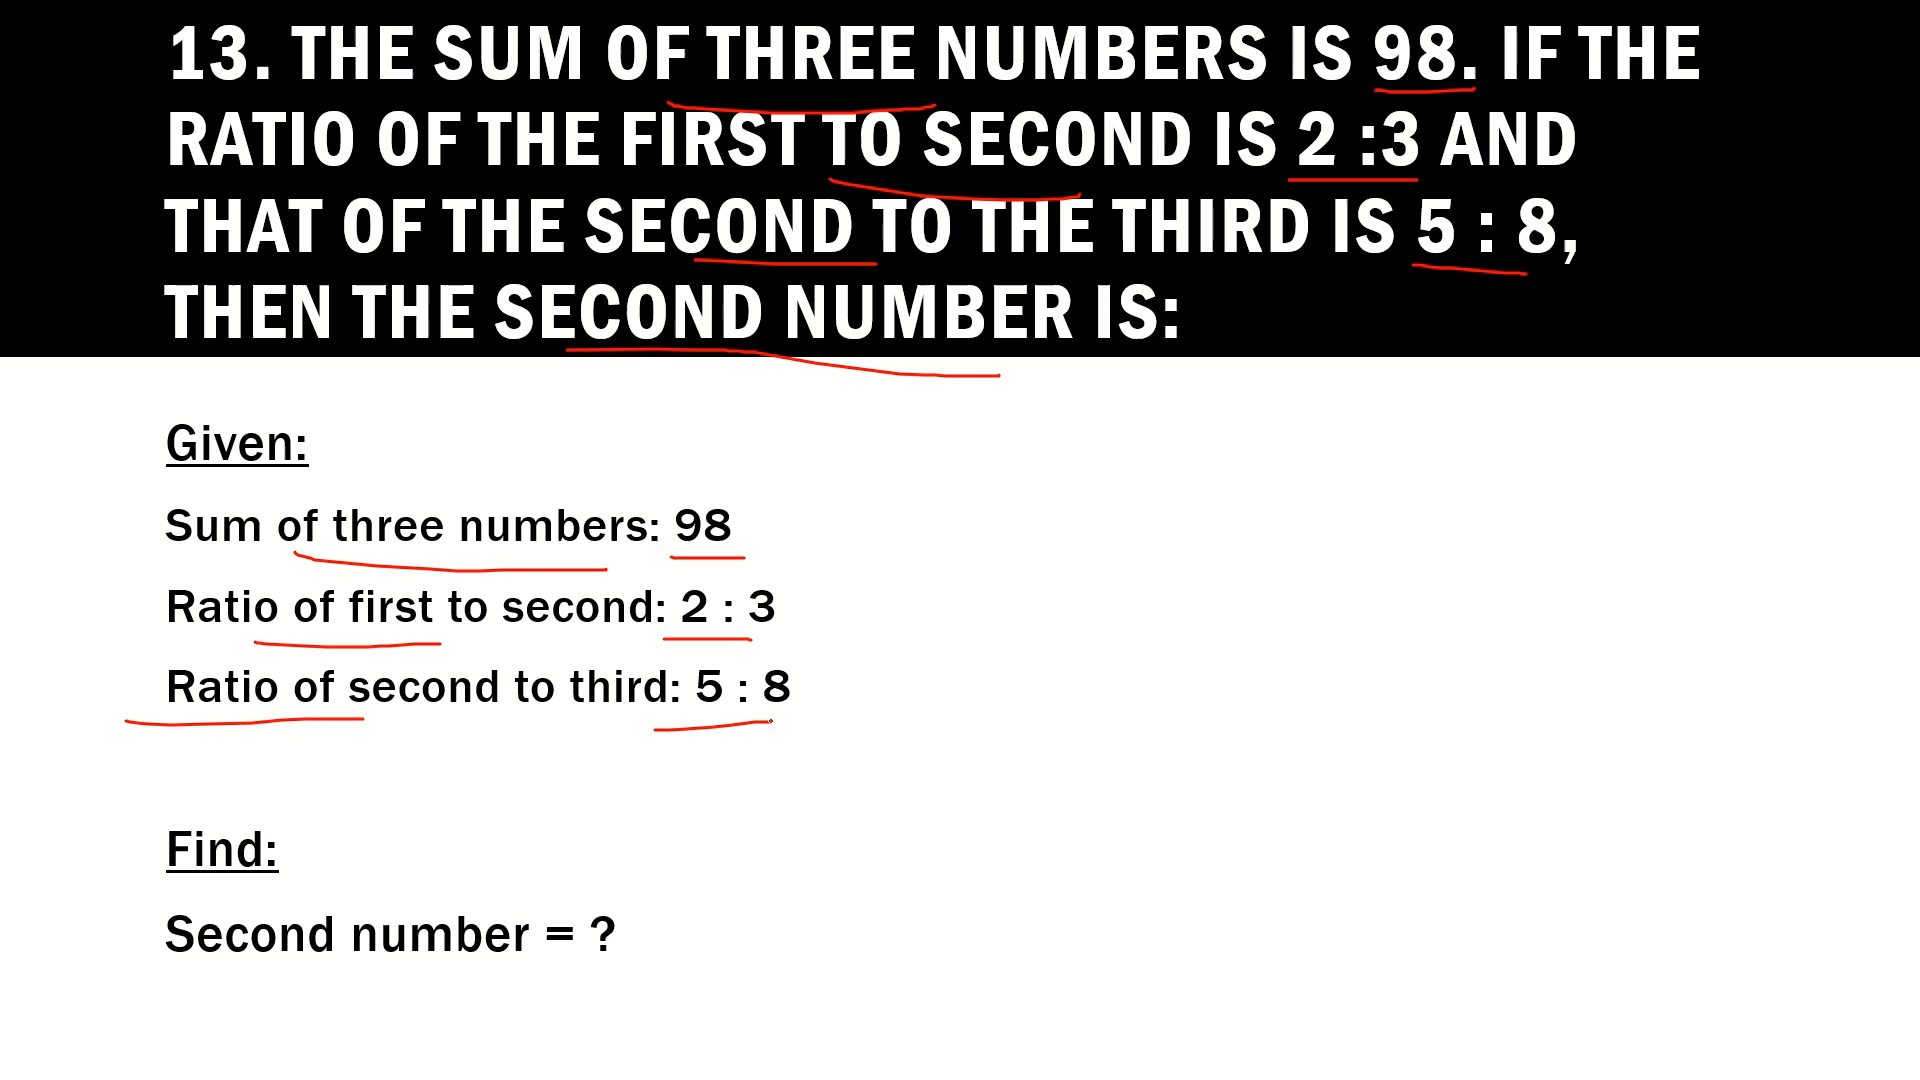 13. THE SUM OF THREE NUMBERS IS 98. IF THE
RATIO OF THE FIRST TO SECOND IS 2 :3 AND
THAT OF THE SECOND TO THE THIRD IS 5 : 8,
THEN THE SECOND NUMBER IS:
Given:
Sum of three numbers: 98
Ratio of first to second: 2 : 3
Ratio of second to third: 5 : 8
Find:
Second number = ?